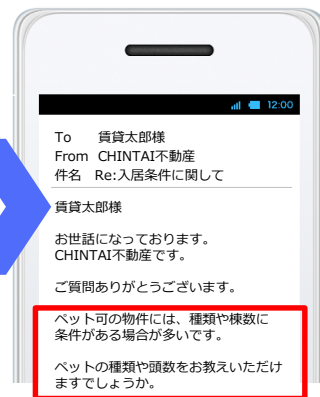 12:00
To 賃貸太郎様
From CHINTAI不動産
件名 Re:入居条件に関して
賃貸太郎様
お世話になっております。
CHINTAI不動産です。
ご質問ありがとうございます。
ペット可の物件には、種類や棟数に
条件がある場合が多いです。
ペットの種類や頭数をお教えいただけ
ますでしょうか。